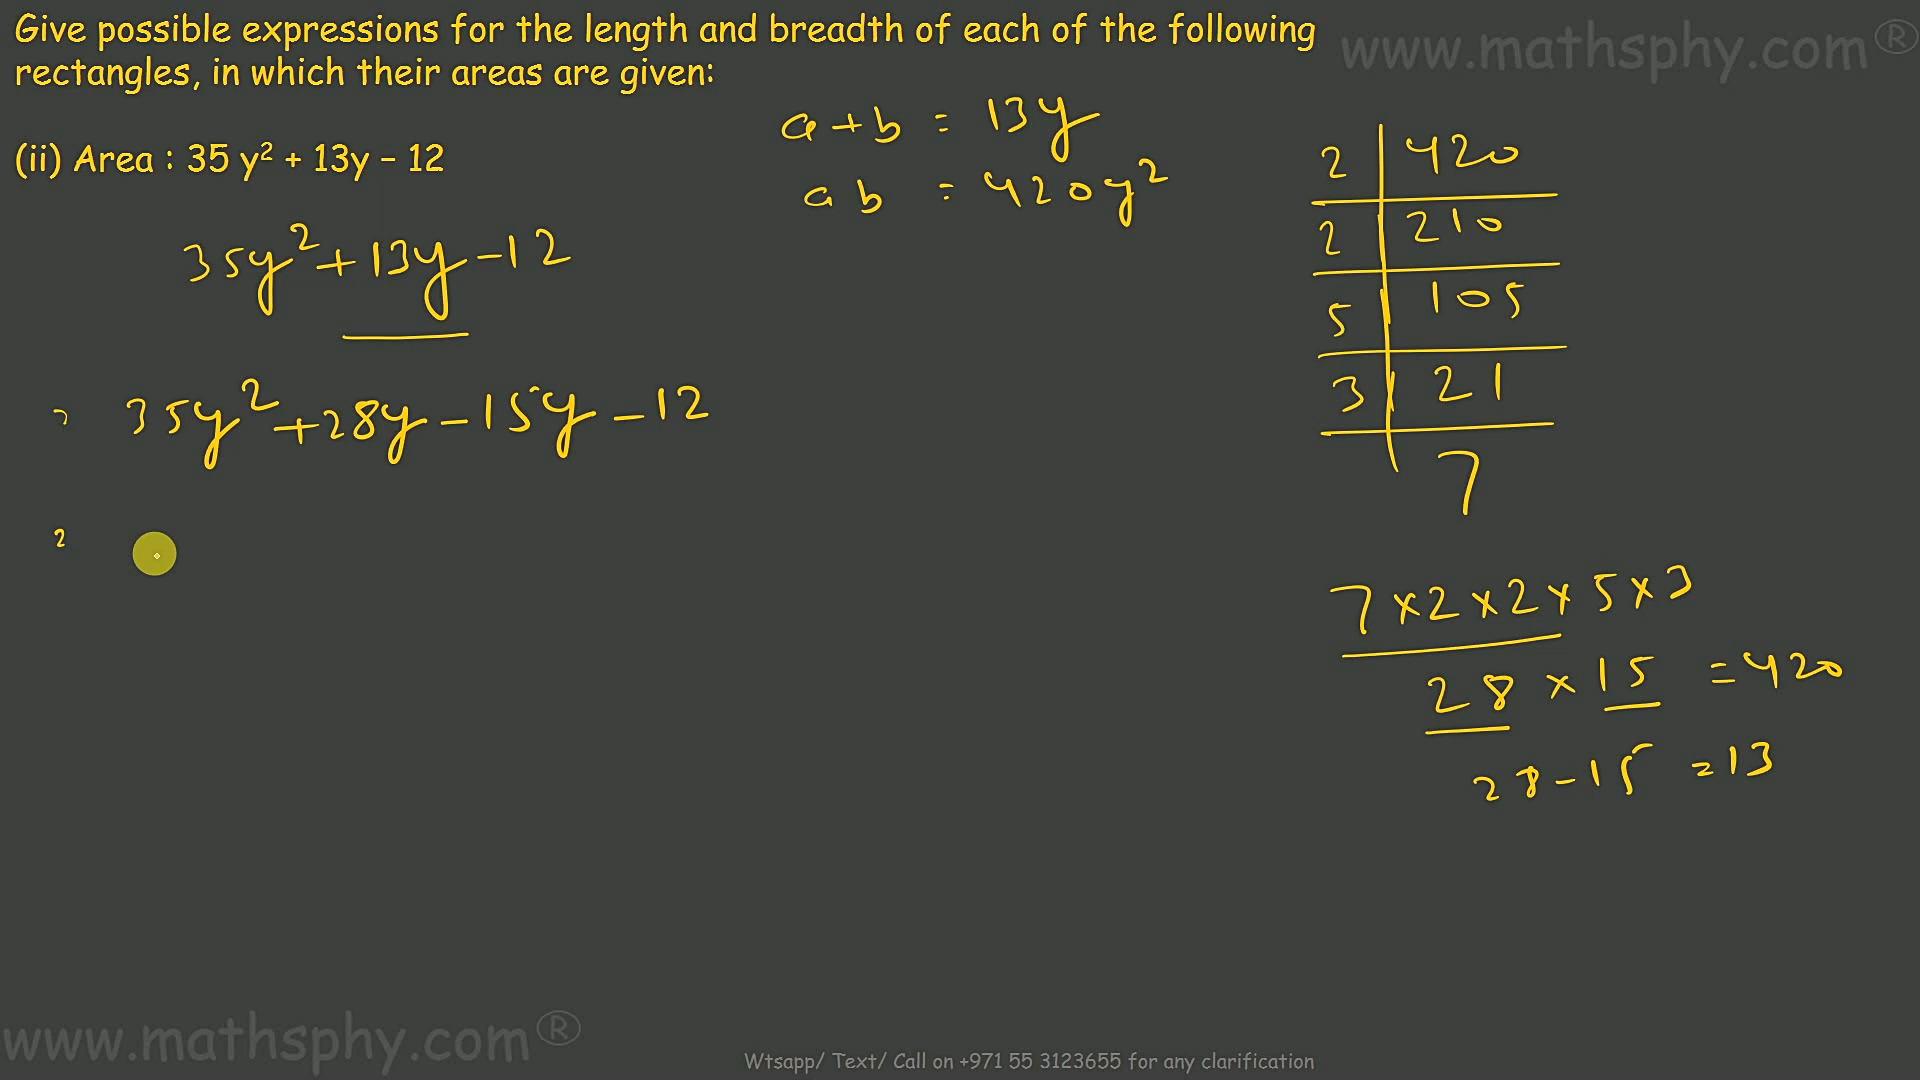 Give possible expressions for the length and breadth of each of the following
rectangles, in which their areas are given:
www.mathsphy.com®
(ii) Area : 35 y² + 13y – 12
a + b = 13y
ab = 420y²
35y² + 13y - 12
= 35y² + 28y - 15y - 12
=
2 | 420
2 | 210
5 | 105
3 | 21
7
7 × 2 × 2 × 5 × 3
28 × 15 = 420
28 - 15 = 13
www.mathsphy.com®
Wtsapp/ Text/ Call on +971 55 3123655 for any clarification